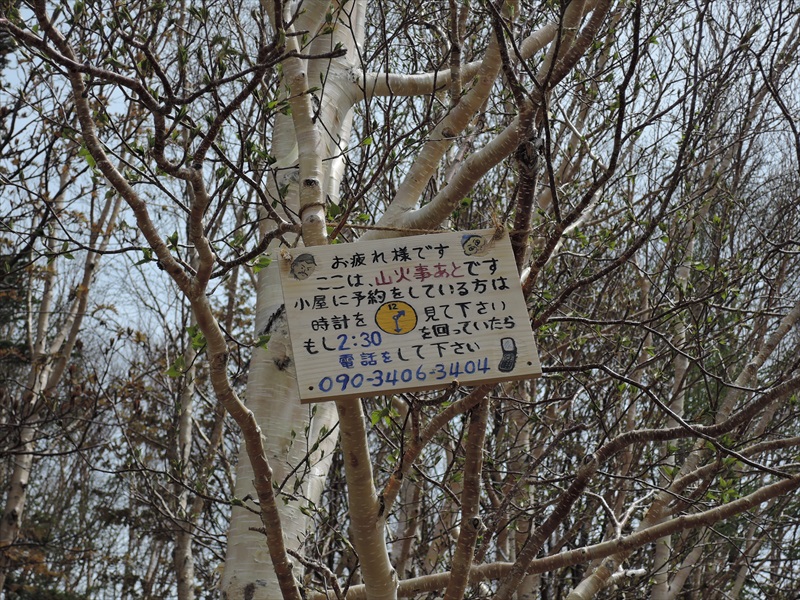 お疲れ様です
ここは、山火事あとです
小屋に予約をしている方は
時計を 12 見て下さい
もし2:30 を回っていたら
電話をして下さい
090-3406-3404